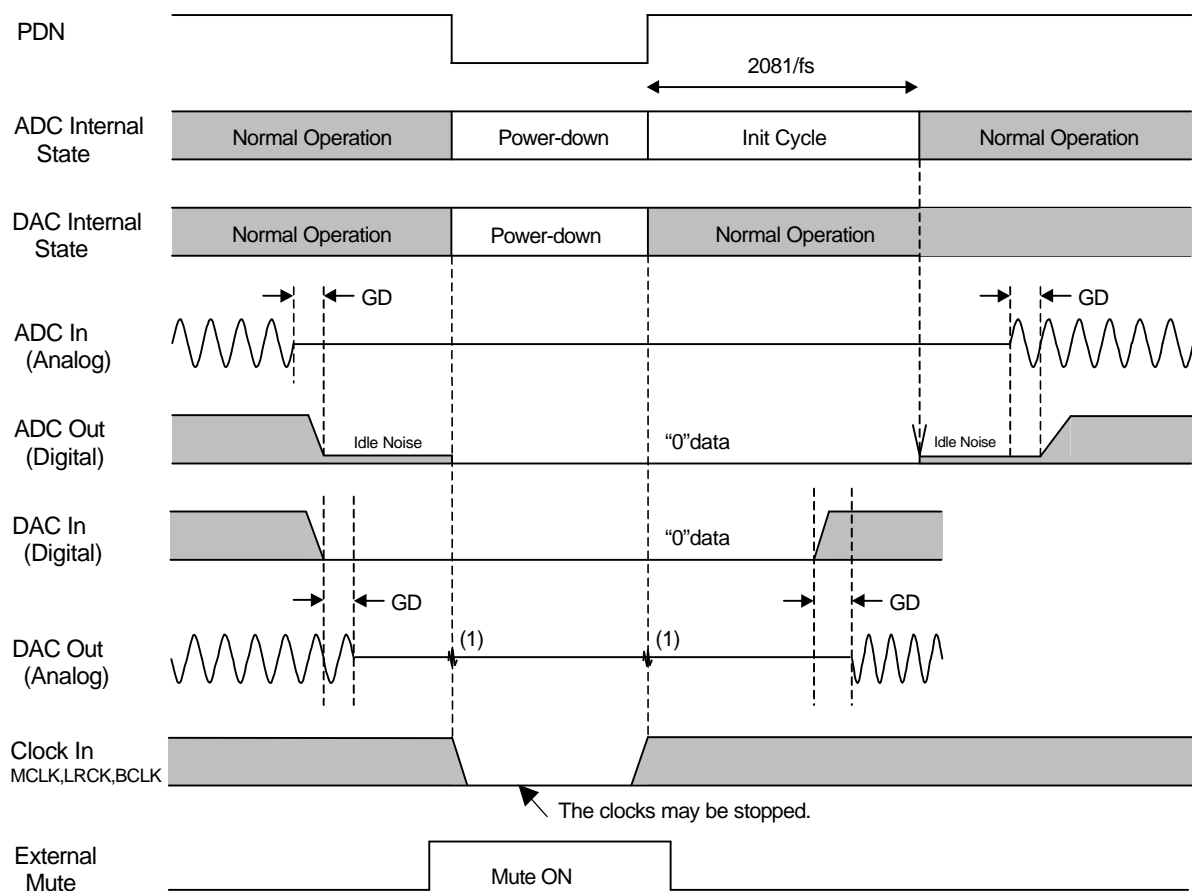 PDN
2081/fs
ADC Internal
State
Normal Operation
Power-down
Init Cycle
Normal Operation
DAC Internal
State
Normal Operation
Power-down
Normal Operation
GD
GD
ADC In
(Analog)
ADC Out
(Digital)
Idle Noise
“0”data
Idle Noise
DAC In
(Digital)
“0”data
GD
GD
DAC Out
(Analog)
(1)
(1)
Clock In
MCLK,LRCK,BCLK
The clocks may be stopped.
External
Mute
Mute ON